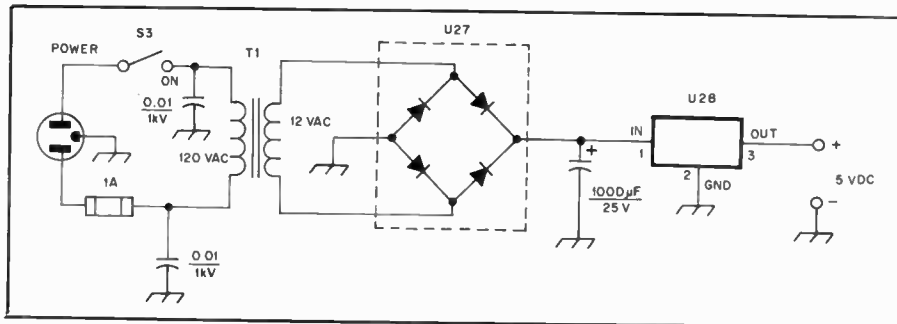 S3
POWER
ON
T1
U27
0.01
1kV
120 VAC
12 VAC
1A
0.01
1kV
1000µF
25 V
U28
IN
1
OUT
3
2
GND
+
5 VDC
-
+